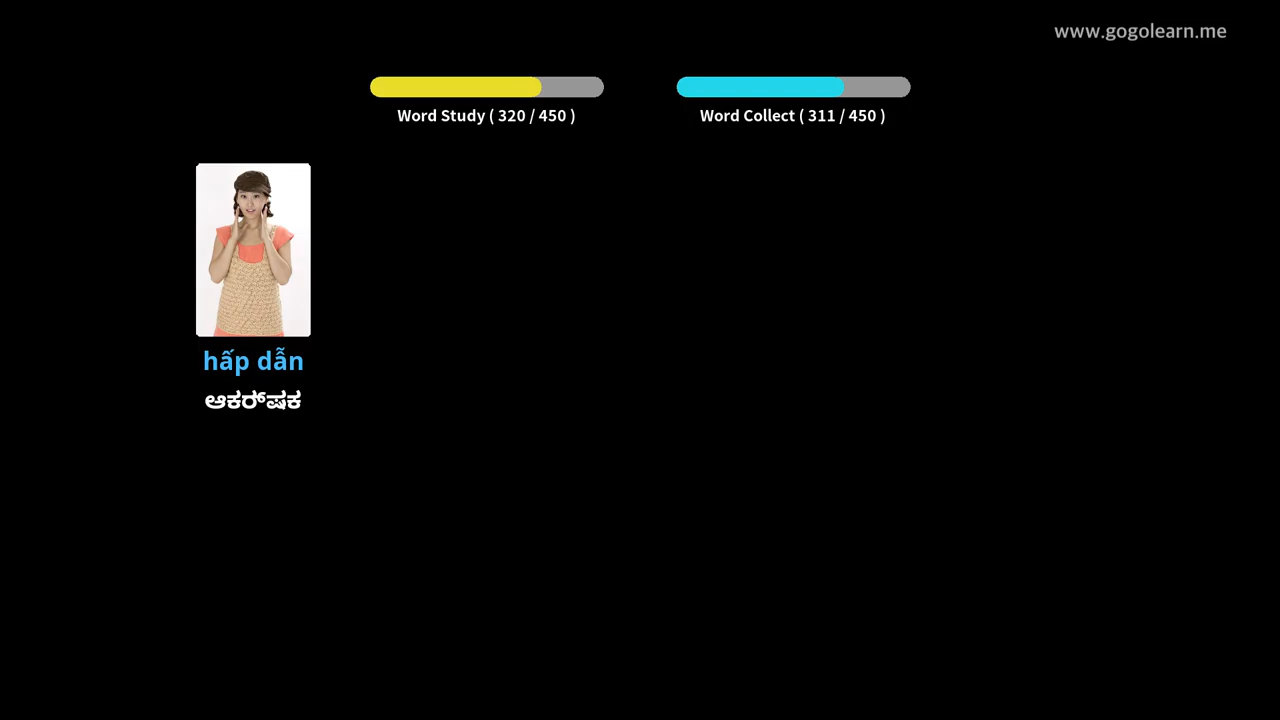 www.gogolearn.me
Word Study ( 320 / 450 )
Word Collect ( 311 / 450 )
hấp dẫn
ಆಕರ್ಷಕ